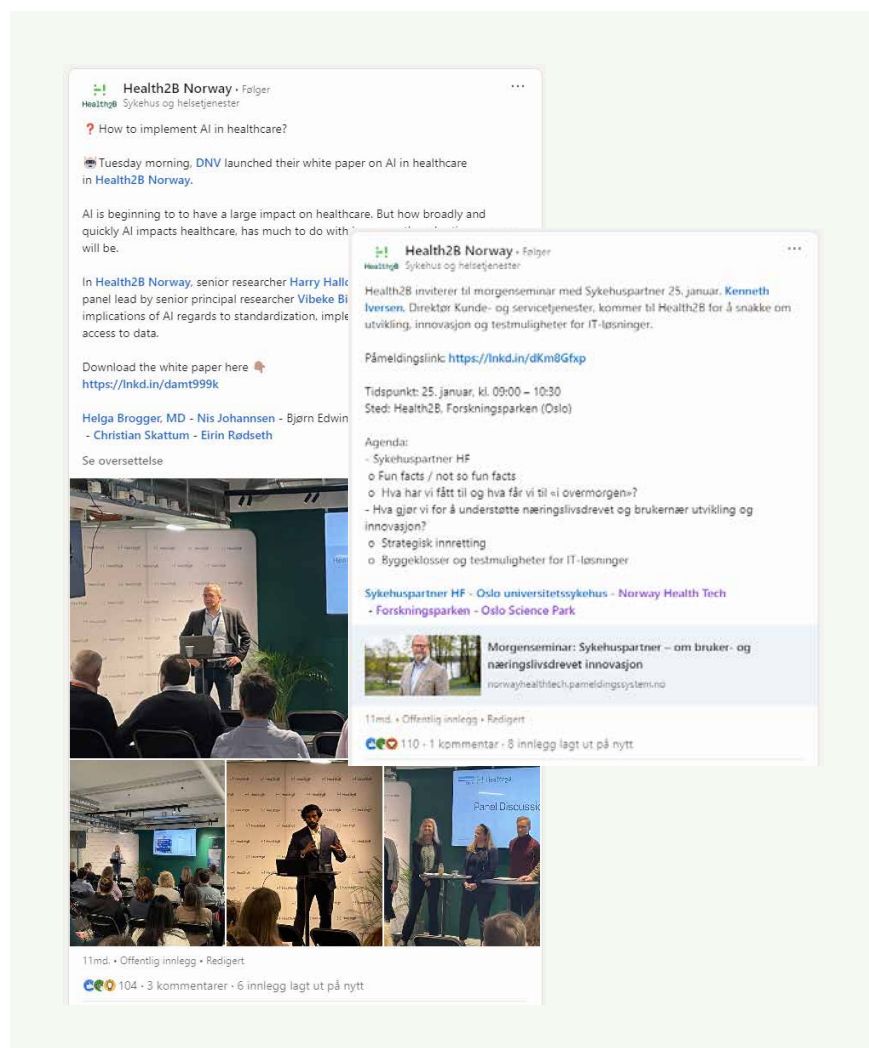 Health2B Norway • Følger
Health2B Sykehus og helsetjenester
❓ How to implement AI in healthcare?
Tuesday morning, DNV launched their white paper on AI in healthcare
in Health2B Norway.
AI is beginning to to have a large impact on healthcare. But how broadly and
quickly AI impacts healthcare, has much to do with
will be.
In Health2B Norway, senior researcher Harry Hallo
panel lead by senior principal researcher Vibeke Bi
implications of AI regards to standardization, imple
access to data.
Download the white paper here
https://lnkd.in/damt999k
Helga Brogger, MD - Nis Johannsen - Bjørn Edwin
- Christian Skattum - Eirin Rødseth
Se oversettelse
Panel Discussio
11md. • Offentlig innlegg • Redigert
104 · 3 kommentarer · 6 innlegg lagt ut på nytt
Health2B Norway • Følger
Health2B Sykehus og helsetjenester
Health2B inviterer til morgenseminar med Sykehuspartner 25. januar. Kenneth
Iversen, Direktør Kunde- og servicetjenester, kommer til Health2B for å snakke om
utvikling, innovasjon og testmuligheter for IT-løsninger.
Påmeldingslink: https://lnkd.in/dKm8Gfxp
Tidspunkt: 25. januar, kl. 09:00 – 10:30
Sted: Health2B, Forskningsparken (Oslo)
Agenda:
- Sykehuspartner HF
o Fun facts / not so fun facts
o Hva har vi fått til og hva får vi til «i overmorgen»?
- Hva gjør vi for å understøtte næringslivsdrevet og brukernær utvikling og
innovasjon?
o Strategisk innretting
o Byggeklosser og testmuligheter for IT-løsninger
Sykehuspartner HF - Oslo universitetssykehus - Norway Health Tech
- Forskningsparken - Oslo Science Park
Morgenseminar: Sykehuspartner – om bruker- og
næringslivsdrevet innovasjon
norwayhealthtech.pameldingssystem.no
11md. • Offentlig innlegg • Redigert
110 · 1 kommentar · 8 innlegg lagt ut på nytt